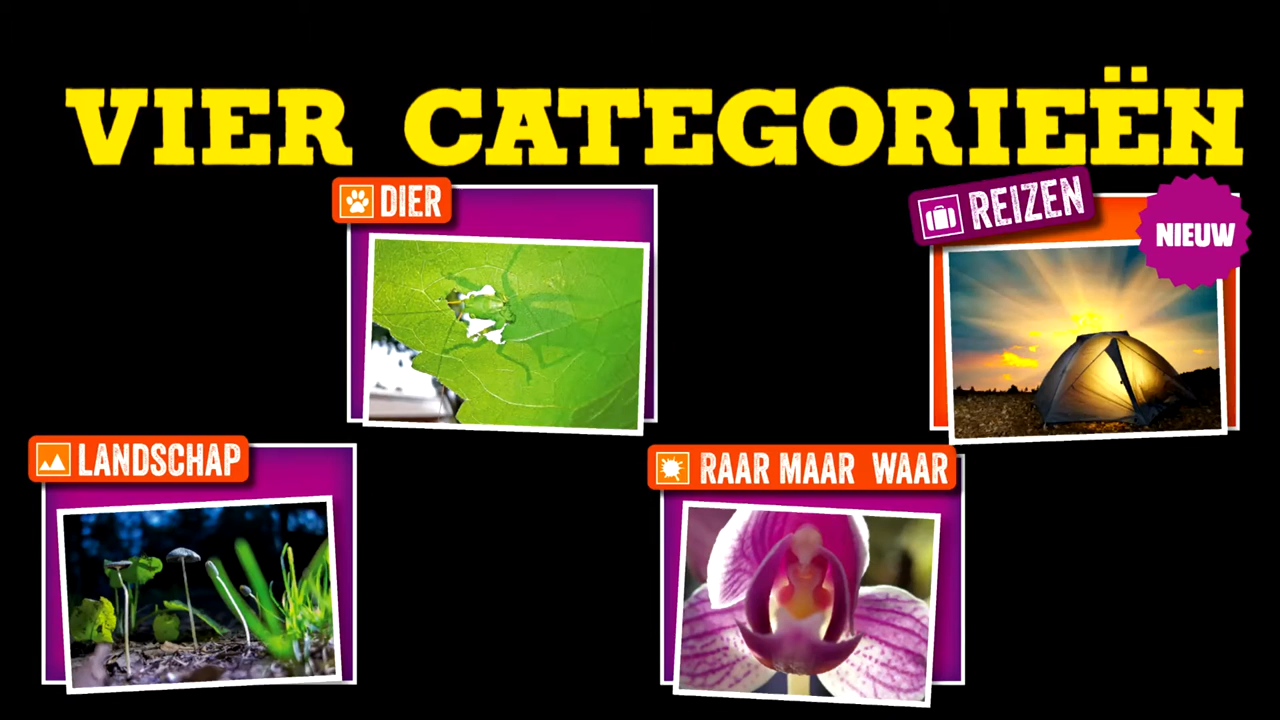 VIER CATEGORIEËN
DIER
REIZEN
NIEUW
LANDSCHAP
RAAR MAAR WAAR